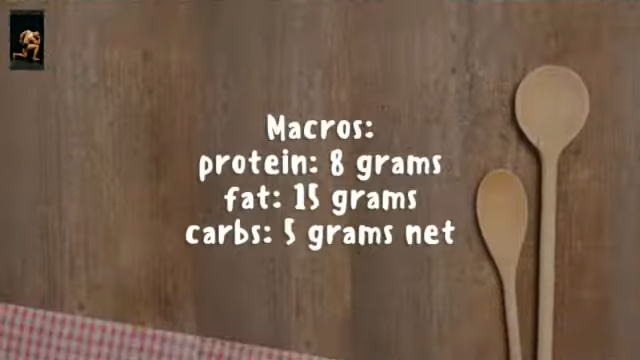 Macros:
protein: 8 grams
fat: 15 grams
carbs: 5 grams net